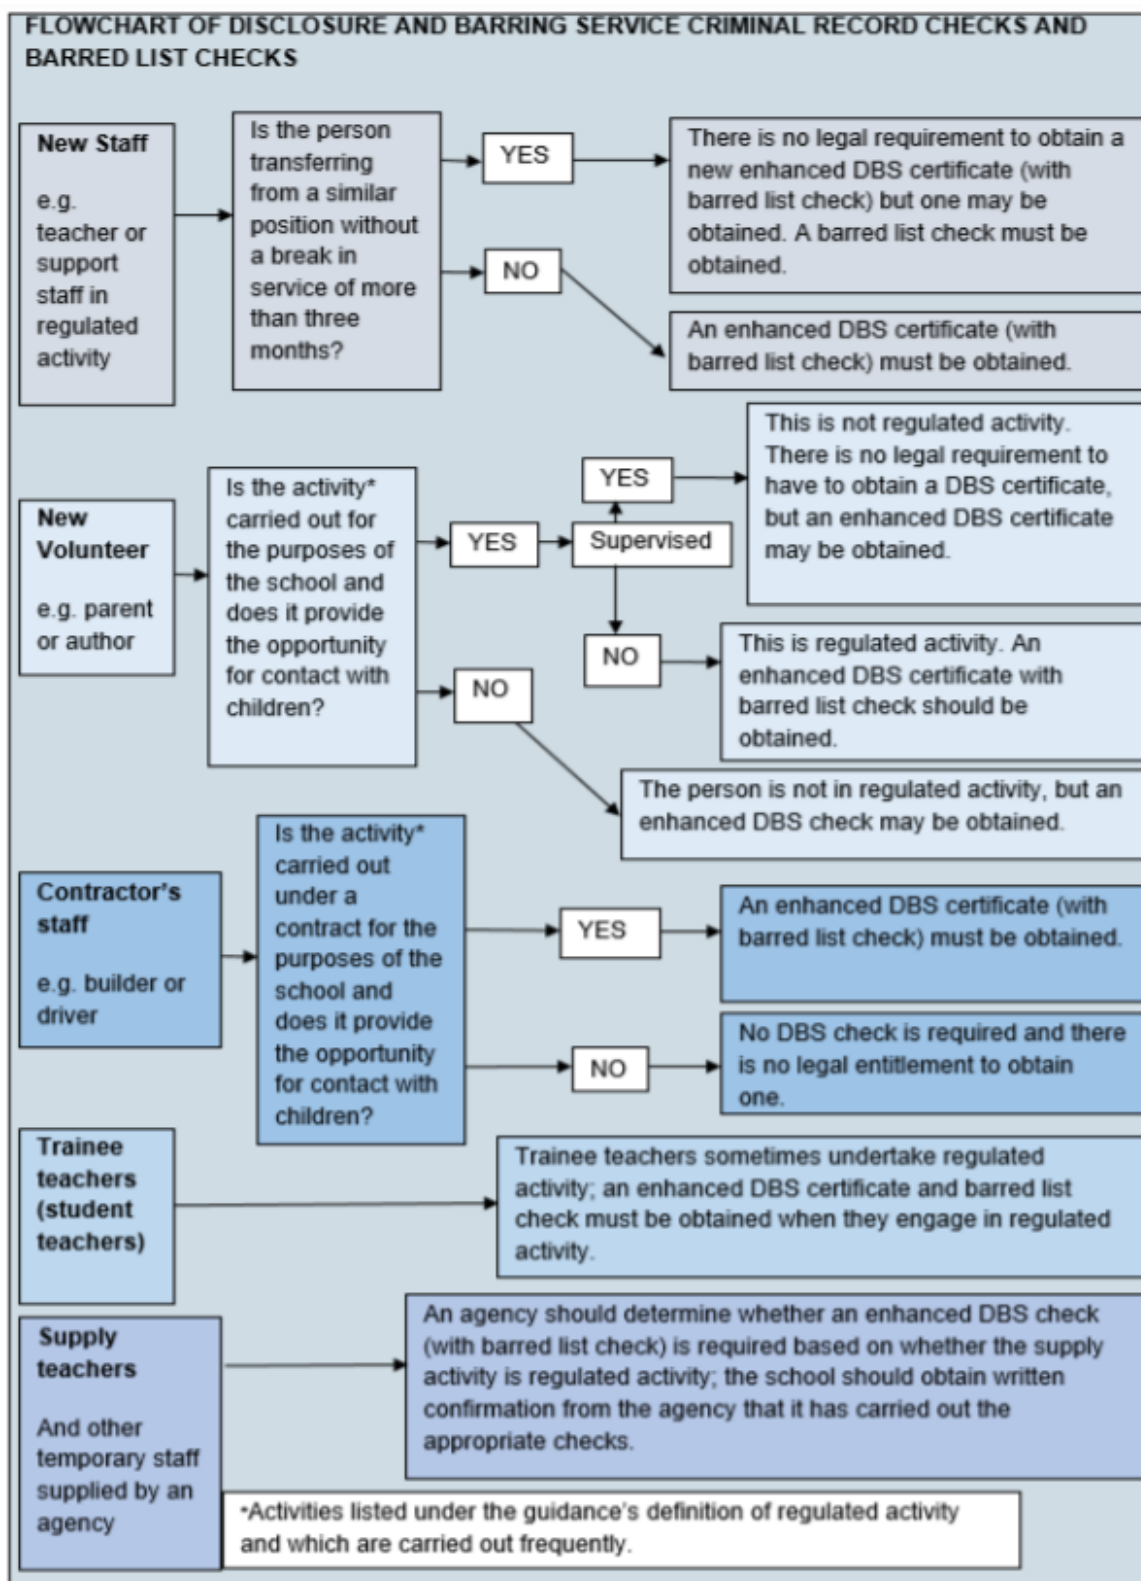 FLOWCHART OF DISCLOSURE AND BARRING SERVICE CRIMINAL RECORD CHECKS AND
BARRED LIST CHECKS
New Staff
e.g.
teacher or
support
staff in
regulated
activity
Is the person
transferring
from a similar
position without
a break in
service of more
than three
months?
YES
There is no legal requirement to obtain a
new enhanced DBS certificate (with
barred list check) but one may be
obtained. A barred list check must be
obtained.
NO
An enhanced DBS certificate (with
barred list check) must be obtained.
New
Volunteer
e.g. parent
or author
Is the activity*
carried out for
the purposes of
the school and
does it provide
the opportunity
for contact with
children?
YES
Supervised
YES
This is not regulated activity.
There is no legal requirement to
have to obtain a DBS certificate,
but an enhanced DBS certificate
may be obtained.
NO
This is regulated activity. An
enhanced DBS certificate with
barred list check should be
obtained.
NO
The person is not in regulated activity, but an
enhanced DBS check may be obtained.
Contractor's
staff
e.g. builder or
driver
Is the activity*
carried out
under a
contract for the
purposes of the
school and
does it provide
the opportunity
for contact with
children?
YES
An enhanced DBS certificate (with
barred list check) must be obtained.
NO
No DBS check is required and there
is no legal entitlement to obtain
one.
Trainee
teachers
(student
teachers)
Trainee teachers sometimes undertake regulated
activity; an enhanced DBS certificate and barred list
check must be obtained when they engage in regulated
activity.
Supply
teachers
And other
temporary staff
supplied by an
agency
An agency should determine whether an enhanced DBS check
(with barred list check) is required based on whether the supply
activity is regulated activity; the school should obtain written
confirmation from the agency that it has carried out the
appropriate checks.
*Activities listed under the guidance's definition of regulated activity
and which are carried out frequently.